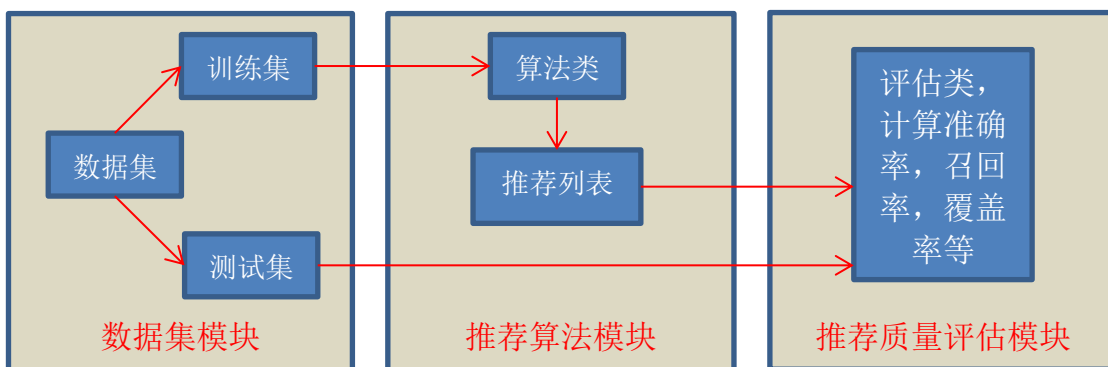 训练集
数据集
测试集
数据集模块
算法类
推荐列表
推荐算法模块
评估类，
计算准确
率，召回
率，覆盖
率等
推荐质量评估模块